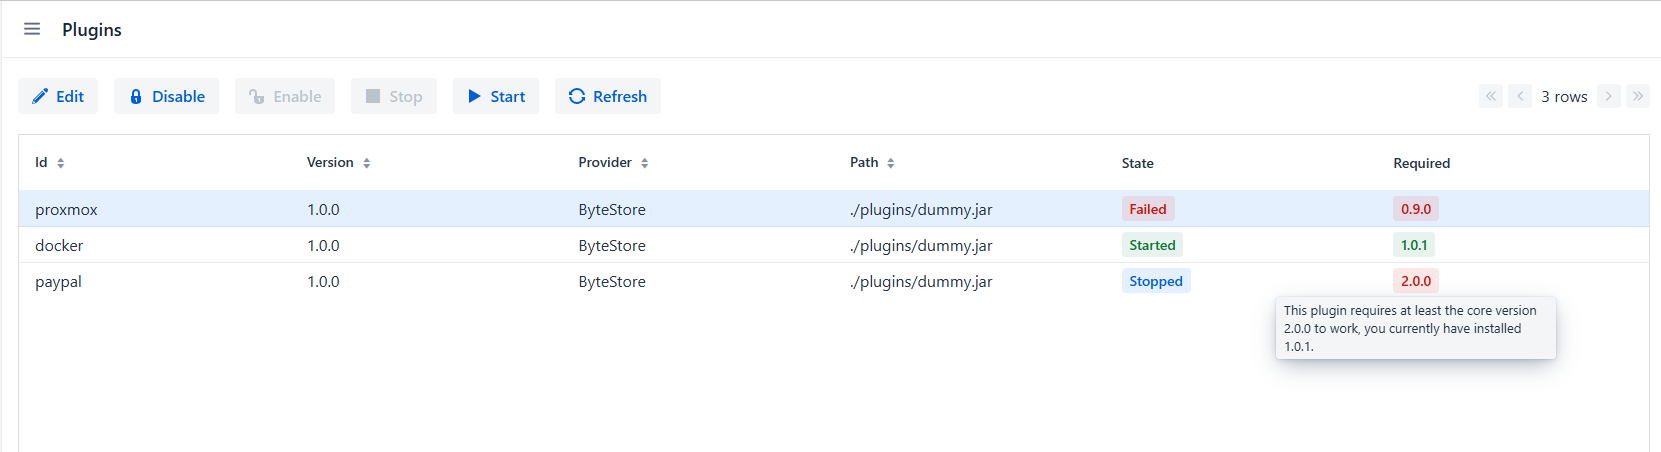 Plugins
Edit Disable Enable Stop Start Refresh 3 rows
Id Version Provider Path State Required
proxmox 1.0.0 ByteStore ./plugins/dummy.jar Failed 0.9.0
docker 1.0.0 ByteStore ./plugins/dummy.jar Started 1.0.1
paypal 1.0.0 ByteStore ./plugins/dummy.jar Stopped 2.0.0
This plugin requires at least the core version
2.0.0 to work, you currently have installed
1.0.1.